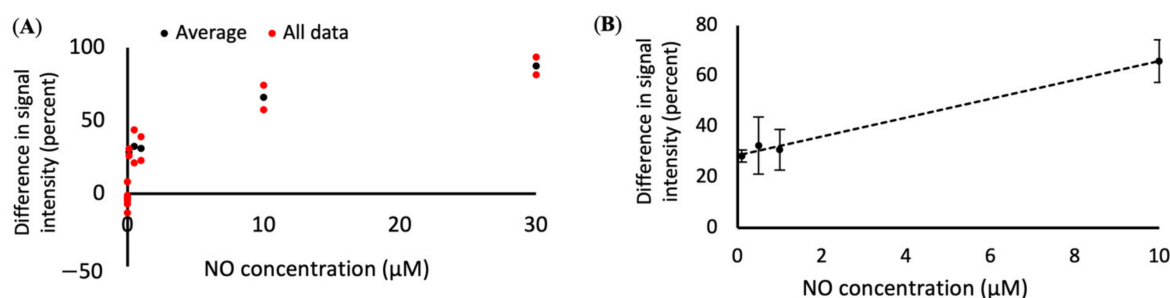 (A)
Average All data
Difference in signal
intensity (percent)
100
50
0
−50
0 10 20 30
NO concentration (μM)
(B)
Difference in signal
intensity (percent)
80
60
40
20
0
0 2 4 6 8 10
NO concentration (μM)